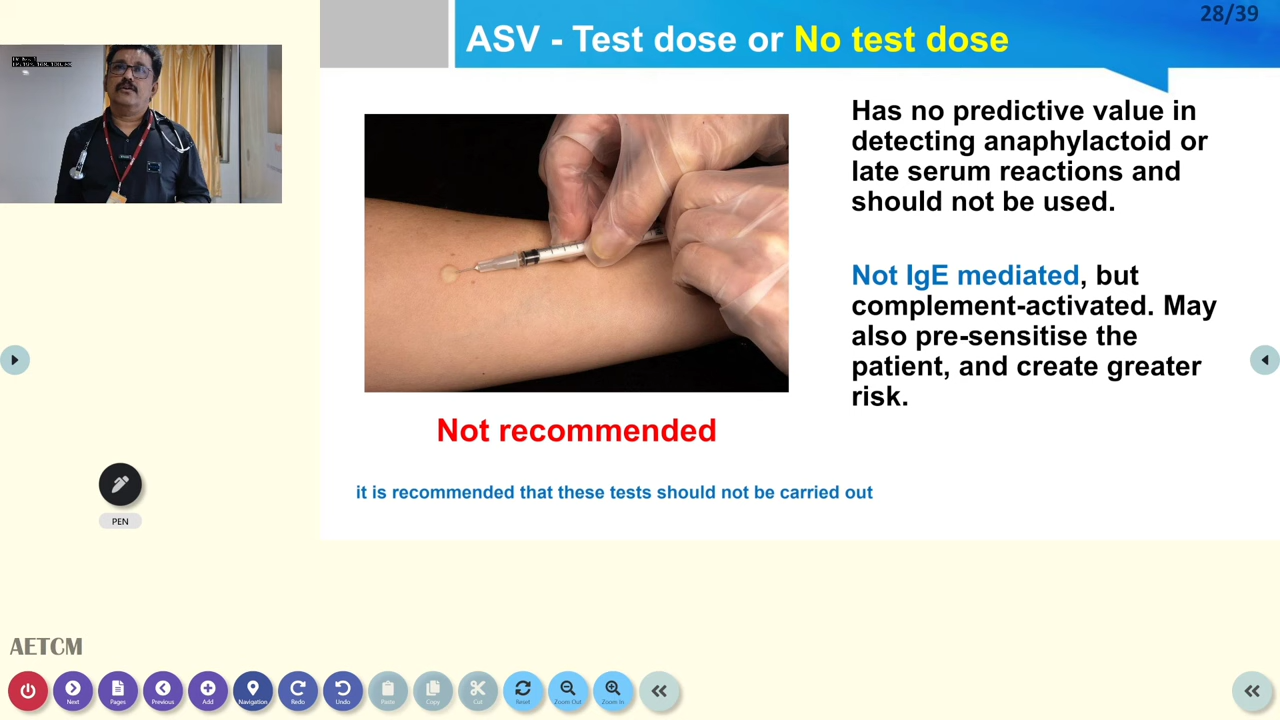 28/39
ASV - Test dose or No test dose
Has no predictive value in
detecting anaphylactoid or
late serum reactions and
should not be used.
Not IgE mediated, but
complement-activated. May
also pre-sensitise the
patient, and create greater
risk.
Not recommended
it is recommended that these tests should not be carried out
PEN
AETCM
Next
Pages
Previous
Add
Navigation
Redo
Undo
Paste
Copy
Cut
Reset
Zoom Out
Zoom In